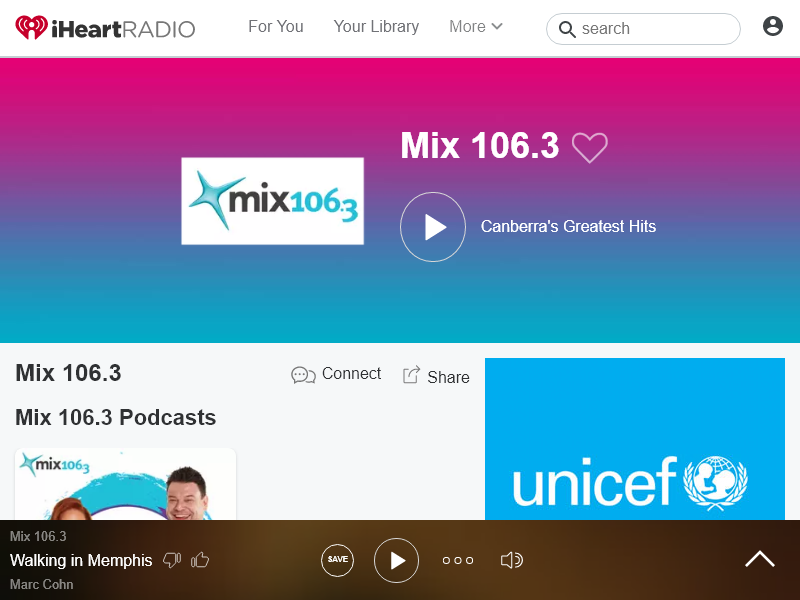 iHeartRADIO
For You
Your Library
More
search
Mix 106.3
mix106.3
Canberra's Greatest Hits
Mix 106.3
Connect
Share
Mix 106.3 Podcasts
mix106.3
unicef
Mix 106.3
Walking in Memphis
Marc Cohn
SAVE